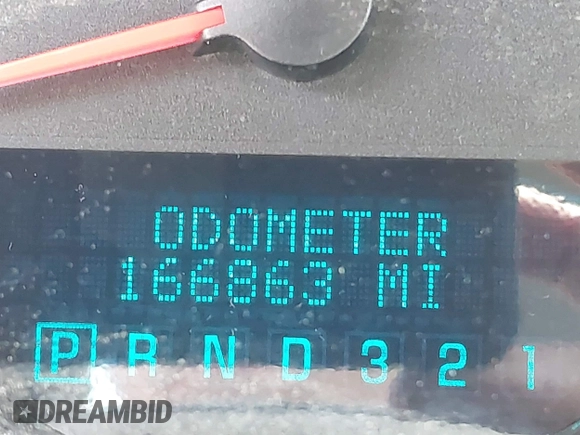 ODOMETER
166863 MI
P R N D 3 2 1
DREAMBID